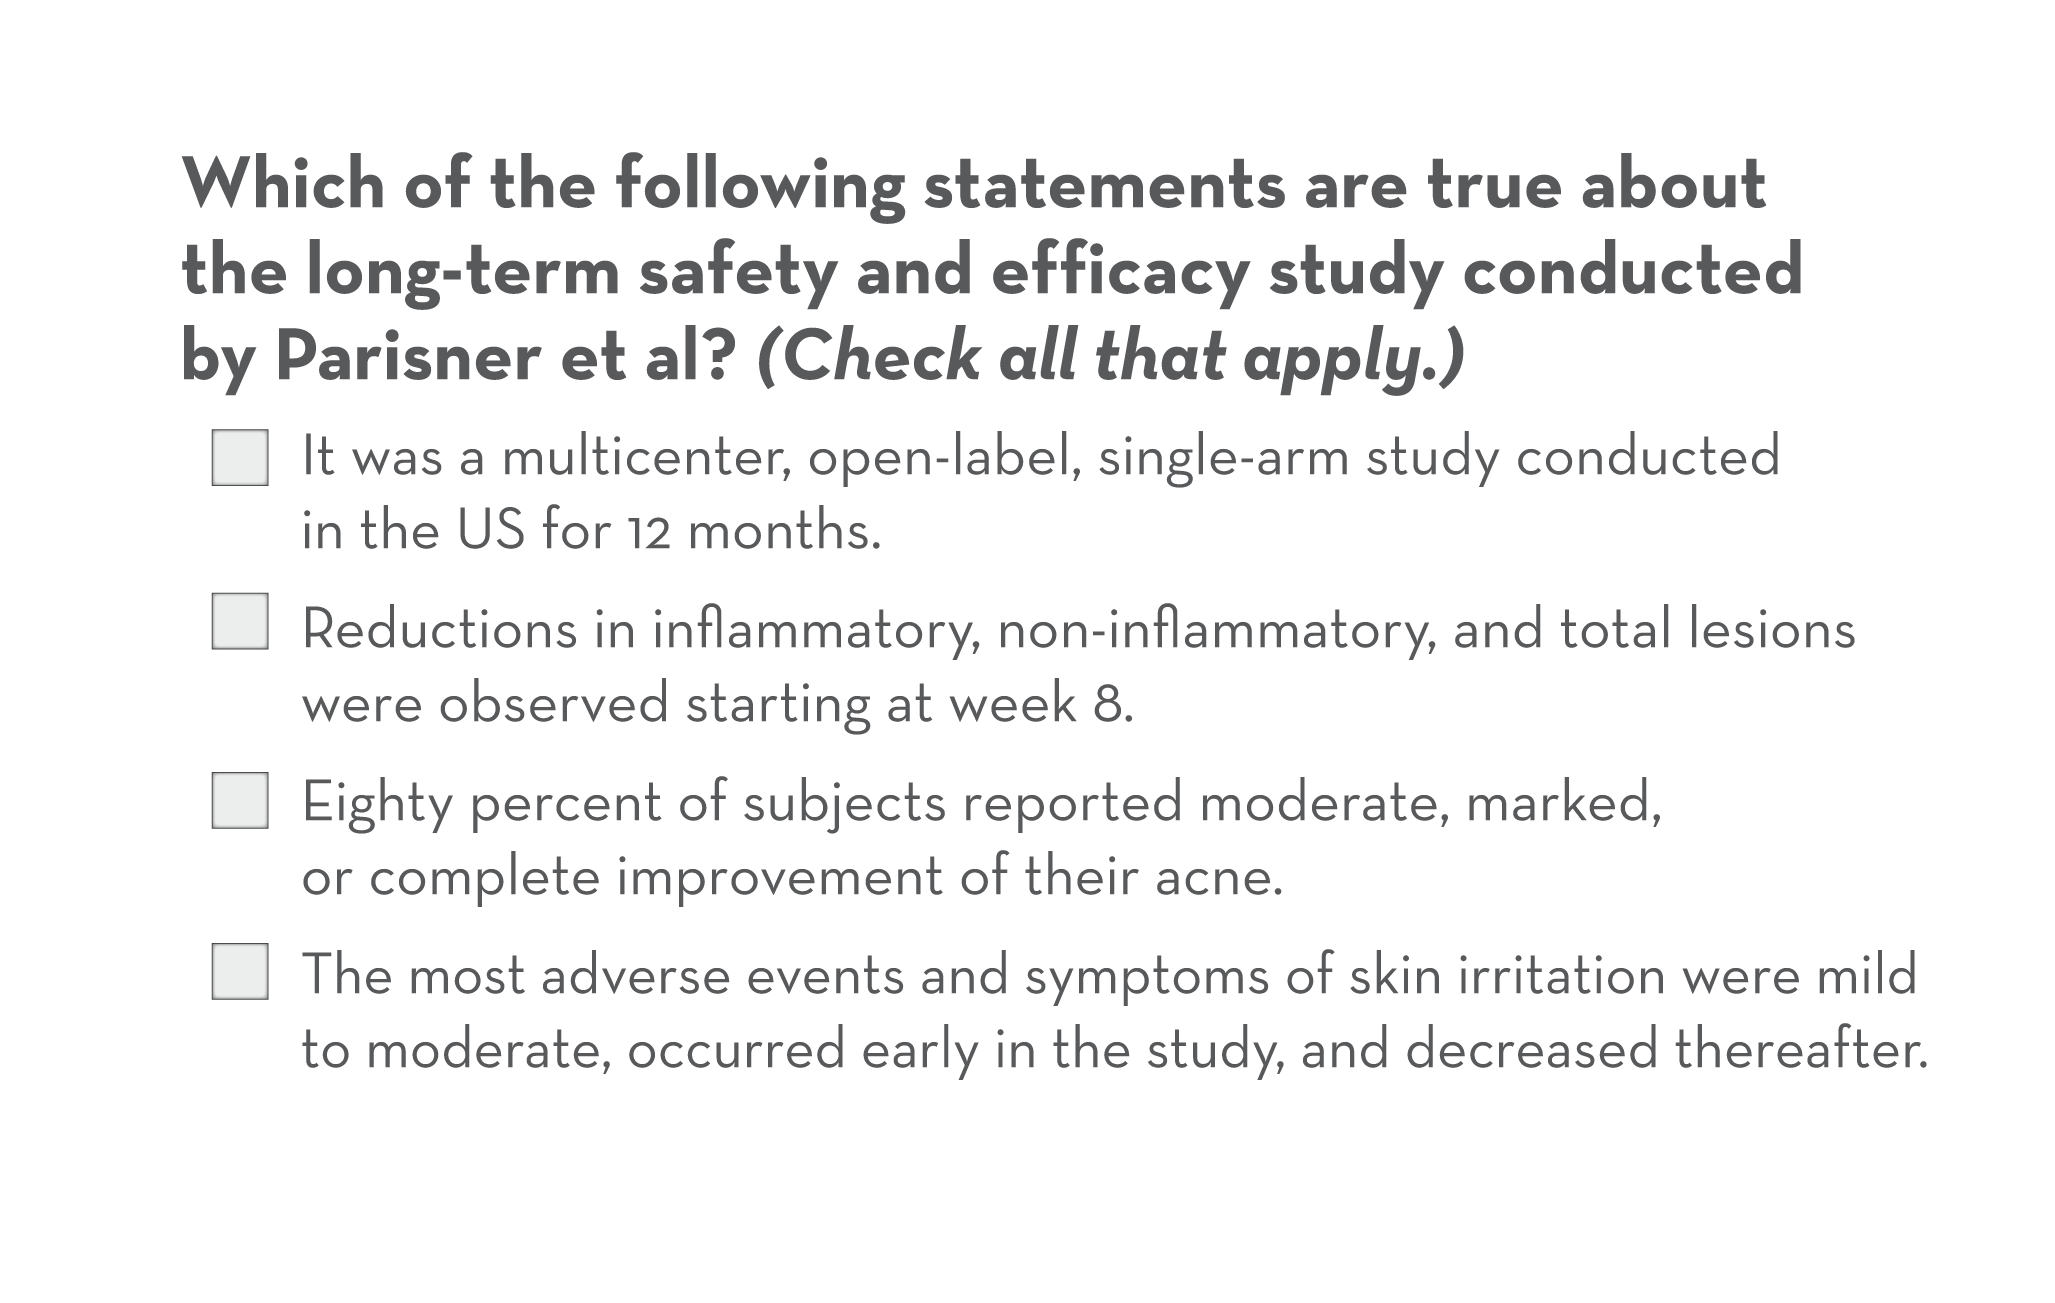 Which of the following statements are true about
the long-term safety and efficacy study conducted
by Parisner et al? (Check all that apply.)
It was a multicenter, open-label, single-arm study conducted
in the US for 12 months.
Reductions in inflammatory, non-inflammatory, and total lesions
were observed starting at week 8.
Eighty percent of subjects reported moderate, marked,
or complete improvement of their acne.
The most adverse events and symptoms of skin irritation were mild
to moderate, occurred early in the study, and decreased thereafter.